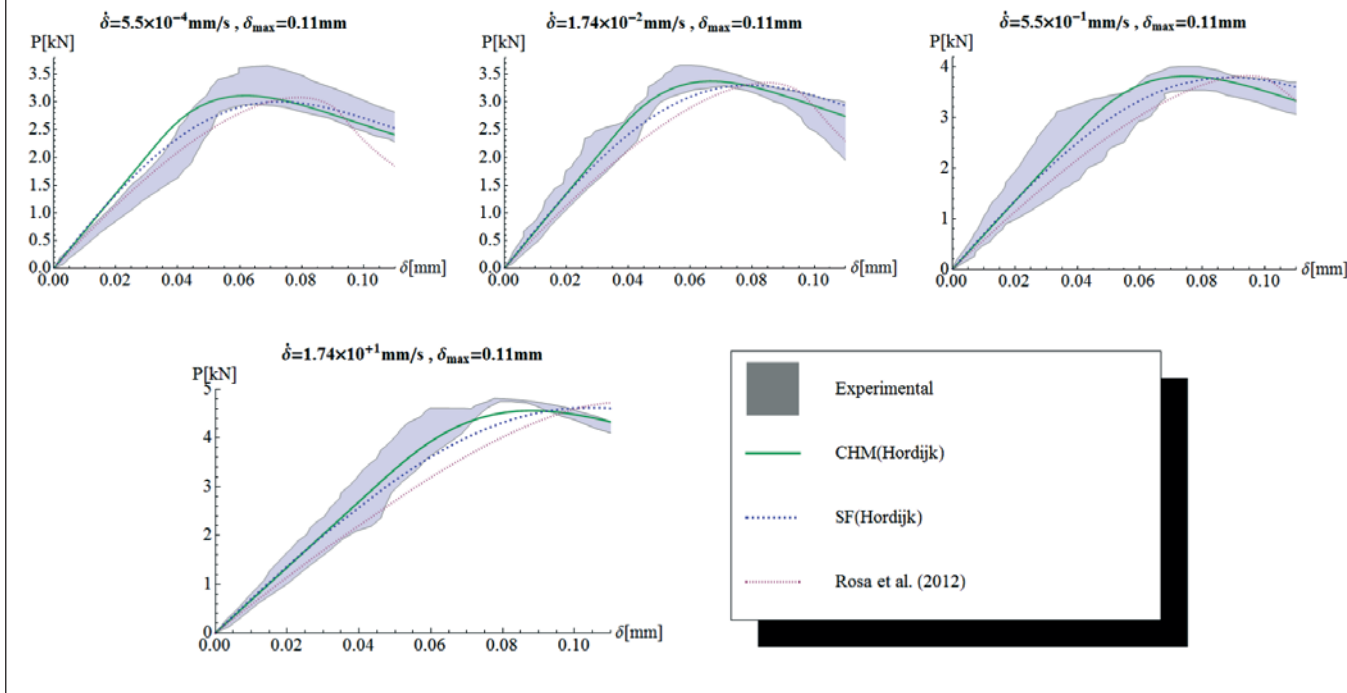 δ̇=5.5×10⁻⁴mm/s , δmax=0.11mm
P[kN]
3.5
3.0
2.5
2.0
1.5
1.0
0.5
0.0
0.00 0.02 0.04 0.06 0.08 0.10
δ[mm]
δ̇=1.74×10⁻²mm/s , δmax=0.11mm
P[kN]
3.5
3.0
2.5
2.0
1.5
1.0
0.5
0.0
0.00 0.02 0.04 0.06 0.08 0.10
δ[mm]
δ̇=5.5×10⁻¹mm/s , δmax=0.11mm
P[kN]
4
3
2
1
0
0.00 0.02 0.04 0.06 0.08 0.10
δ[mm]
δ̇=1.74×10⁺¹mm/s , δmax=0.11mm
P[kN]
5
4
3
2
1
0
0.00 0.02 0.04 0.06 0.08 0.10
δ[mm]
Experimental
CHM(Hordijk)
SF(Hordijk)
Rosa et al. (2012)